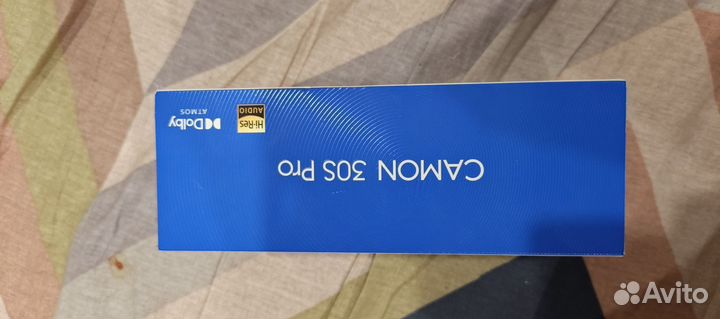 CAMON 30S Pro
Hi-Res
AUDIO
Dolby
ATMOS
Avito